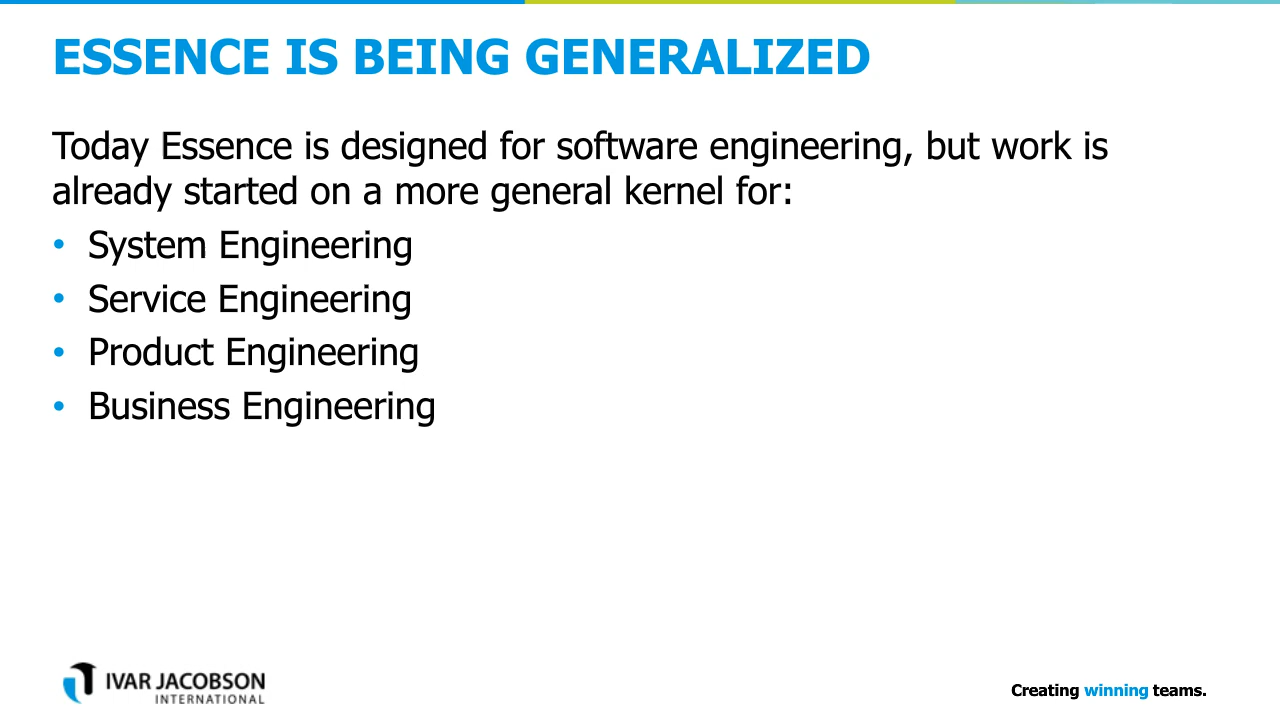 ESSENCE IS BEING GENERALIZED
Today Essence is designed for software engineering, but work is
already started on a more general kernel for:
• System Engineering
• Service Engineering
• Product Engineering
• Business Engineering
IVAR JACOBSON
INTERNATIONAL
Creating winning teams.